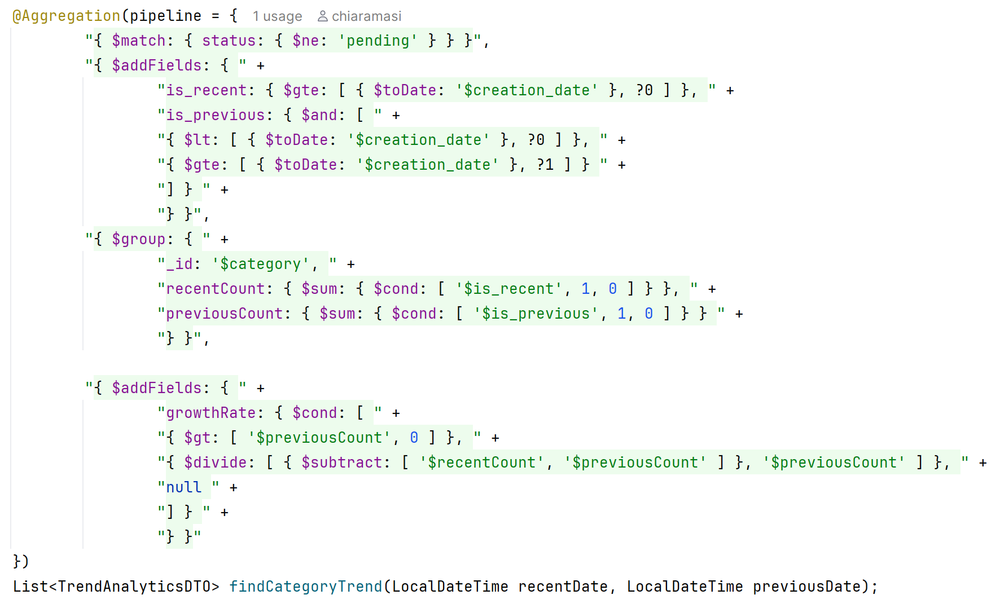 @Aggregation(pipeline = { 1 usage chiaramasi
"{ $match: { status: { $ne: 'pending' } } }",
"{ $addFields: { " +
"is_recent: { $gte: [ { $toDate: '$creation_date' }, ?0 ] }, " +
"is_previous: { $and: [ " +
"{ $lt: [ { $toDate: '$creation_date' }, ?0 ] }, " +
"{ $gte: [ { $toDate: '$creation_date' }, ?1 ] } " +
"] } " +
"} }",
"{ $group: { " +
"_id: '$category', " +
"recentCount: { $sum: { $cond: [ '$is_recent', 1, 0 ] } }, " +
"previousCount: { $sum: { $cond: [ '$is_previous', 1, 0 ] } } " +
"} }",
"{ $addFields: { " +
"growthRate: { $cond: [ " +
"{ $gt: [ '$previousCount', 0 ] }, " +
"{ $divide: [ { $subtract: [ '$recentCount', '$previousCount' ] }, '$previousCount' ] }, " +
"null " +
"] } " +
"} }"
})
List<TrendAnalyticsDTO> findCategoryTrend(LocalDateTime recentDate, LocalDateTime previousDate);